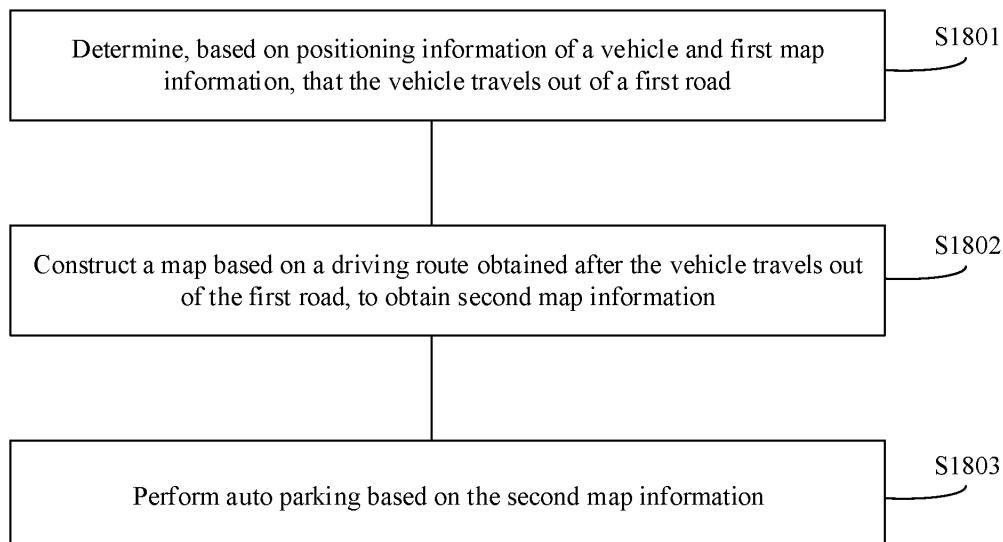 Determine, based on positioning information of a vehicle and first map
information, that the vehicle travels out of a first road
S1801
Construct a map based on a driving route obtained after the vehicle travels out
of the first road, to obtain second map information
S1802
Perform auto parking based on the second map information
S1803